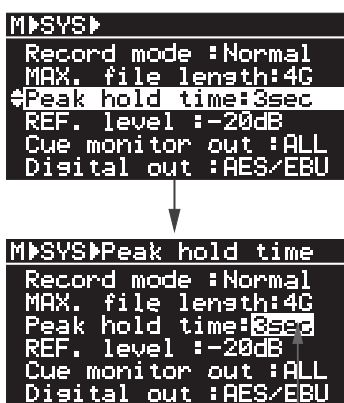 M▶SYS▶
Record mode :Normal
MAX. file length:4G
Peak hold time:3sec
REF. level :-20dB
Cue monitor out :ALL
Digital out :AES/EBU
M▶SYS▶Peak hold time
Record mode :Normal
MAX. file length:4G
Peak hold time:3sec
REF. level :-20dB
Cue monitor out :ALL
Digital out :AES/EBU